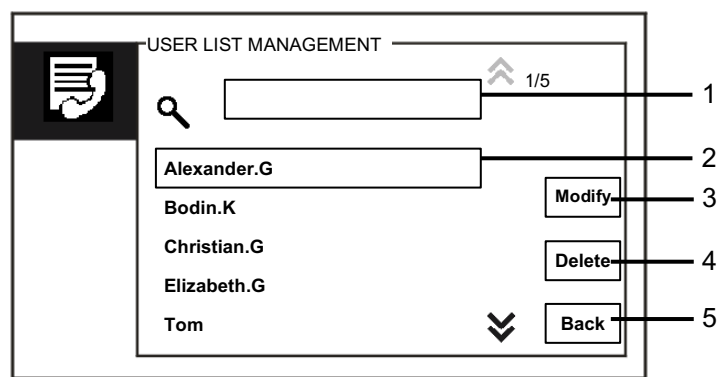 USER LIST MANAGEMENT
1/5
1
2
Alexander.G
Modify
3
Bodin.K
Christian.G
Delete
4
Elizabeth.G
Tom
Back
5